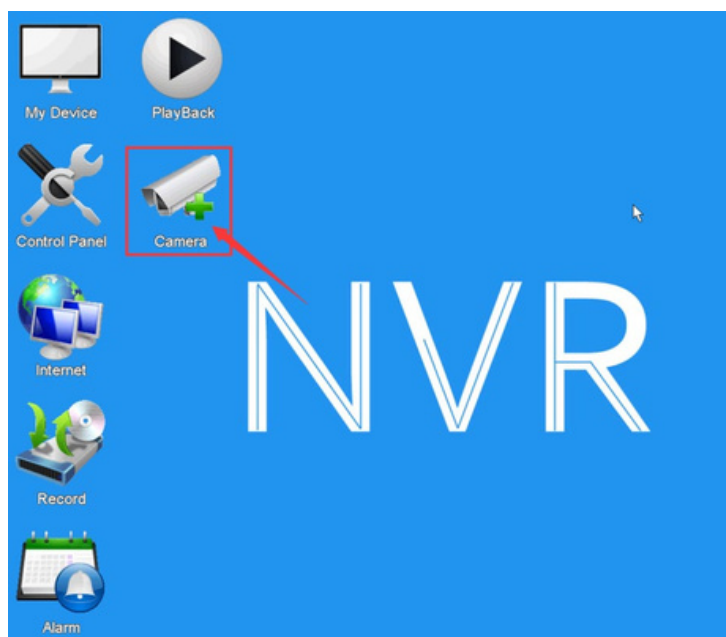 My Device
PlayBack
Control Panel
Camera
NVR
Internet
Record
Alarm